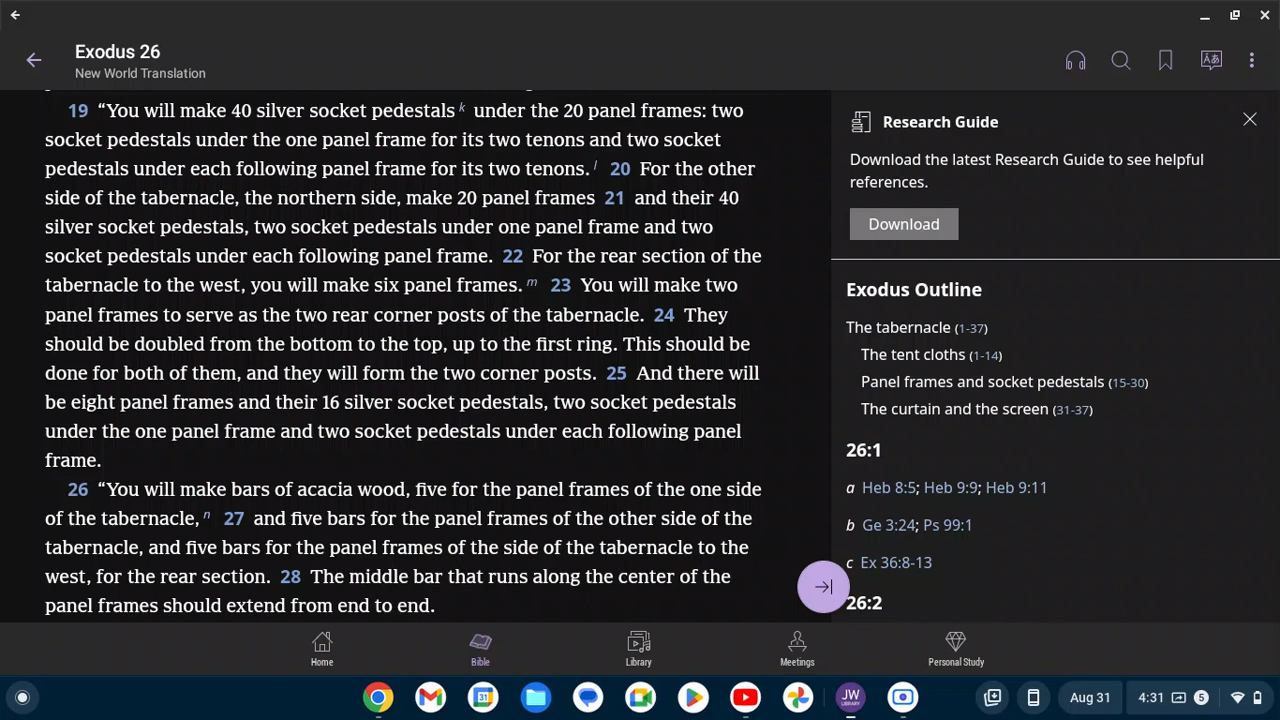 Exodus 26
New World Translation
19 “You will make 40 silver socket pedestals k under the 20 panel frames: two
socket pedestals under the one panel frame for its two tenons and two socket
pedestals under each following panel frame for its two tenons. l 20 For the other
side of the tabernacle, the northern side, make 20 panel frames 21 and their 40
silver socket pedestals, two socket pedestals under one panel frame and two
socket pedestals under each following panel frame. 22 For the rear section of the
tabernacle to the west, you will make six panel frames. m 23 You will make two
panel frames to serve as the two rear corner posts of the tabernacle. 24 They
should be doubled from the bottom to the top, up to the first ring. This should be
done for both of them, and they will form the two corner posts. 25 And there will
be eight panel frames and their 16 silver socket pedestals, two socket pedestals
under the one panel frame and two socket pedestals under each following panel
frame.
26 “You will make bars of acacia wood, five for the panel frames of the one side
of the tabernacle, n 27 and five bars for the panel frames of the other side of the
tabernacle, and five bars for the panel frames of the side of the tabernacle to the
west, for the rear section. 28 The middle bar that runs along the center of the
panel frames should extend from end to end.
Research Guide
Download the latest Research Guide to see helpful
references.
Download
Exodus Outline
The tabernacle (1-37)
The tent cloths (1-14)
Panel frames and socket pedestals (15-30)
The curtain and the screen (31-37)
26:1
a Heb 8:5; Heb 9:9; Heb 9:11
b Ge 3:24; Ps 99:1
c Ex 36:8-13
26:2
Home
Bible
Library
Meetings
Personal Study
31
JW
LIBRARY
Aug 31
4:31
5